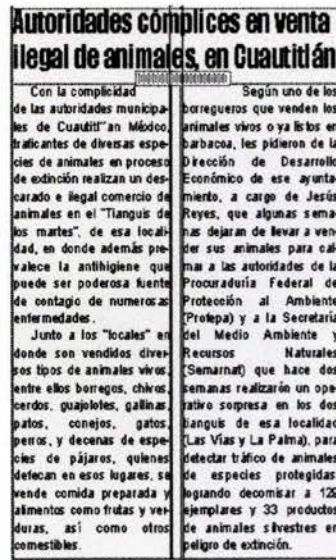 Autoridades cómplices en venta
ilegal de animales, en Cuautitlán
Con la complicidad
de las autoridades municipa-
les de Cuautitl"an México,
traficantes de diversas espe-
cies de animales en proceso
de extinción realizan un des-
carado e ilegal comercio de
animales en el "Tianguis de
los martes", de esa locali-
dad, en donde además pre-
valece la antihigiene que
puede ser poderosa fuente
de contagio de numerosas
enfermedades.
Junto a los "locales" en
donde son vendidos diver-
sos tipos de animales vivos,
entre ellos borregos, chivos,
cerdos, guajolotes, gallinas,
patos, conejos, gatos,
perros, y decenas de espe-
cies de pájaros, quienes
defecan en esos lugares, se
vende comida preparada y
alimentos como frutas y ver-
duras, así como otros
comestibles.
Según uno de los
borregueros que venden los
animales vivos o ya listos en
barbacoa, les pidieron de la
Dirección de Desarrollo
Económico de ese ayunta-
miento, a cargo de Jesús
Reyes, que algunas sema-
nas dejaran de llevar a ven-
der sus animales para cal-
mar a las autoridades de la
Procuraduría Federal de
Protección al Ambiente
(Profepa) y a la Secretaría
del Medio Ambiente y
Recursos Naturales
(Semarnat) que hace dos
semanas realizarón un ope-
rativo sorpresa en los dos
tianguis de esa localidad
(Las Vías y La Palma), para
detectar tráfico de animales
de especies protegidas,
logrando decomisar a 122
ejemplares y 33 productos
de animales silvestres en
peligro de extinción.